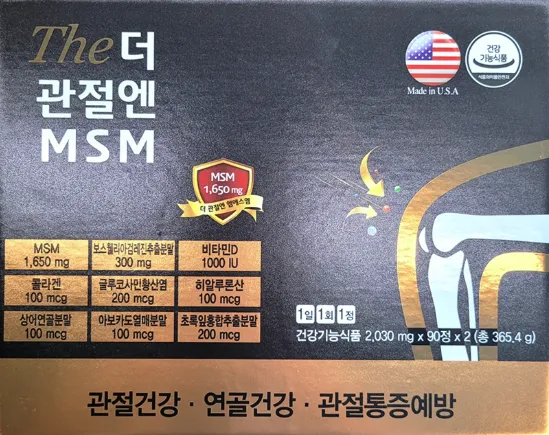 The 더
관절엔
MSM
Made in U.S.A
건강
기능식품
식품의약품안전처
MSM
1,650 mg
더 관절엔 엠에스엠
MSM
1,650 mg
보스웰리아검레진추출분말
300 mg
비타민D
1000 IU
콜라겐
100 mcg
글루코사민황산염
200 mcg
히알루론산
100 mcg
상어연골분말
100 mcg
아보카도열매분말
100 mcg
초록잎홍합추출분말
200 mcg
1일 1회 1정
건강기능식품 2,030 mg x 90정 x 2 (총 365.4 g)
관절건강 · 연골건강 · 관절통증예방